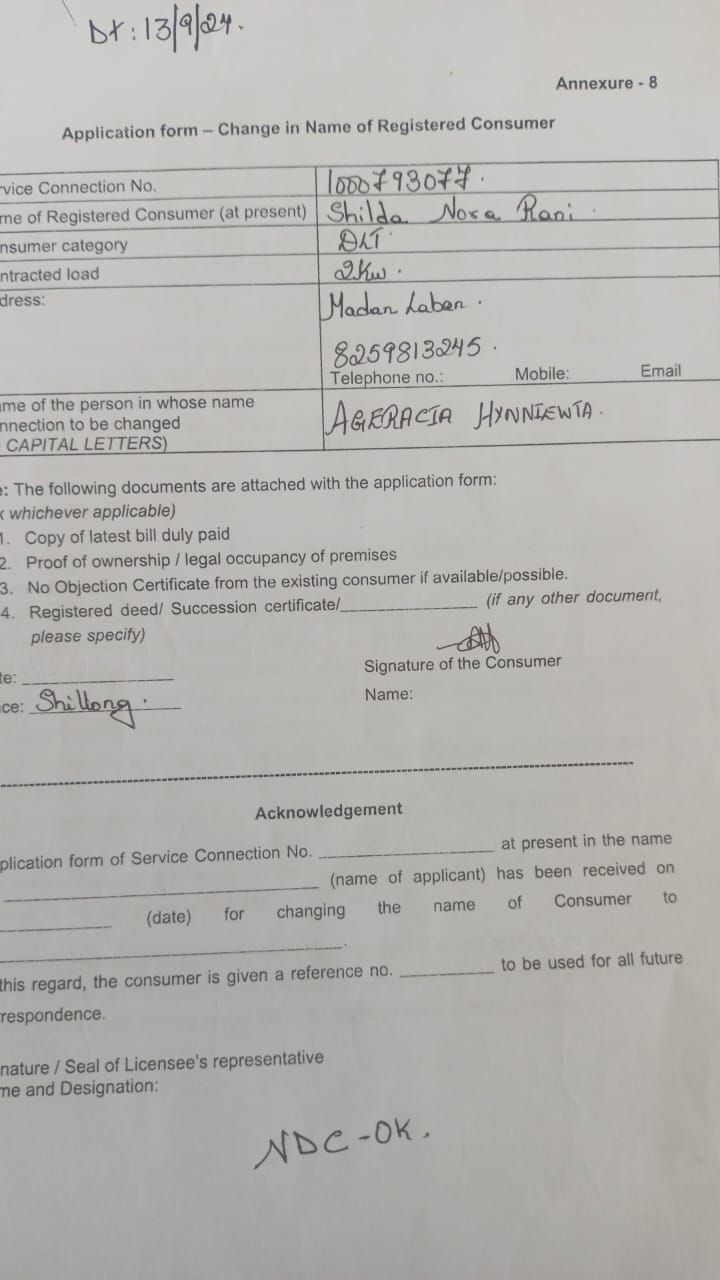 Dt: 13/9/24.
Annexure - 8
Application form – Change in Name of Registered Consumer
rvice Connection No. 1000793077.
me of Registered Consumer (at present) Shilda Nora Rani.
nsumer category DLT
ntracted load 2Kw.
dress: Madan Laban.
8259813245.
Telephone no.: Mobile: Email
ame of the person in whose name
nnection to be changed AGERACIA HYNNIEWTA.
CAPITAL LETTERS)
e: The following documents are attached with the application form:
k whichever applicable)
1. Copy of latest bill duly paid
2. Proof of ownership / legal occupancy of premises
3. No Objection Certificate from the existing consumer if available/possible.
4. Registered deed/ Succession certificate/______________ (if any other document,
please specify)
Signature of the Consumer
te: ______________
Name:
ce: Shillong.
Acknowledgement
plication form of Service Connection No. ______________ at present in the name
______________ (name of applicant) has been received on
______________ (date) for changing the name of Consumer to
______________.
this regard, the consumer is given a reference no. __________ to be used for all future
respondence.
nature / Seal of Licensee's representative
me and Designation:
NDC-OK.